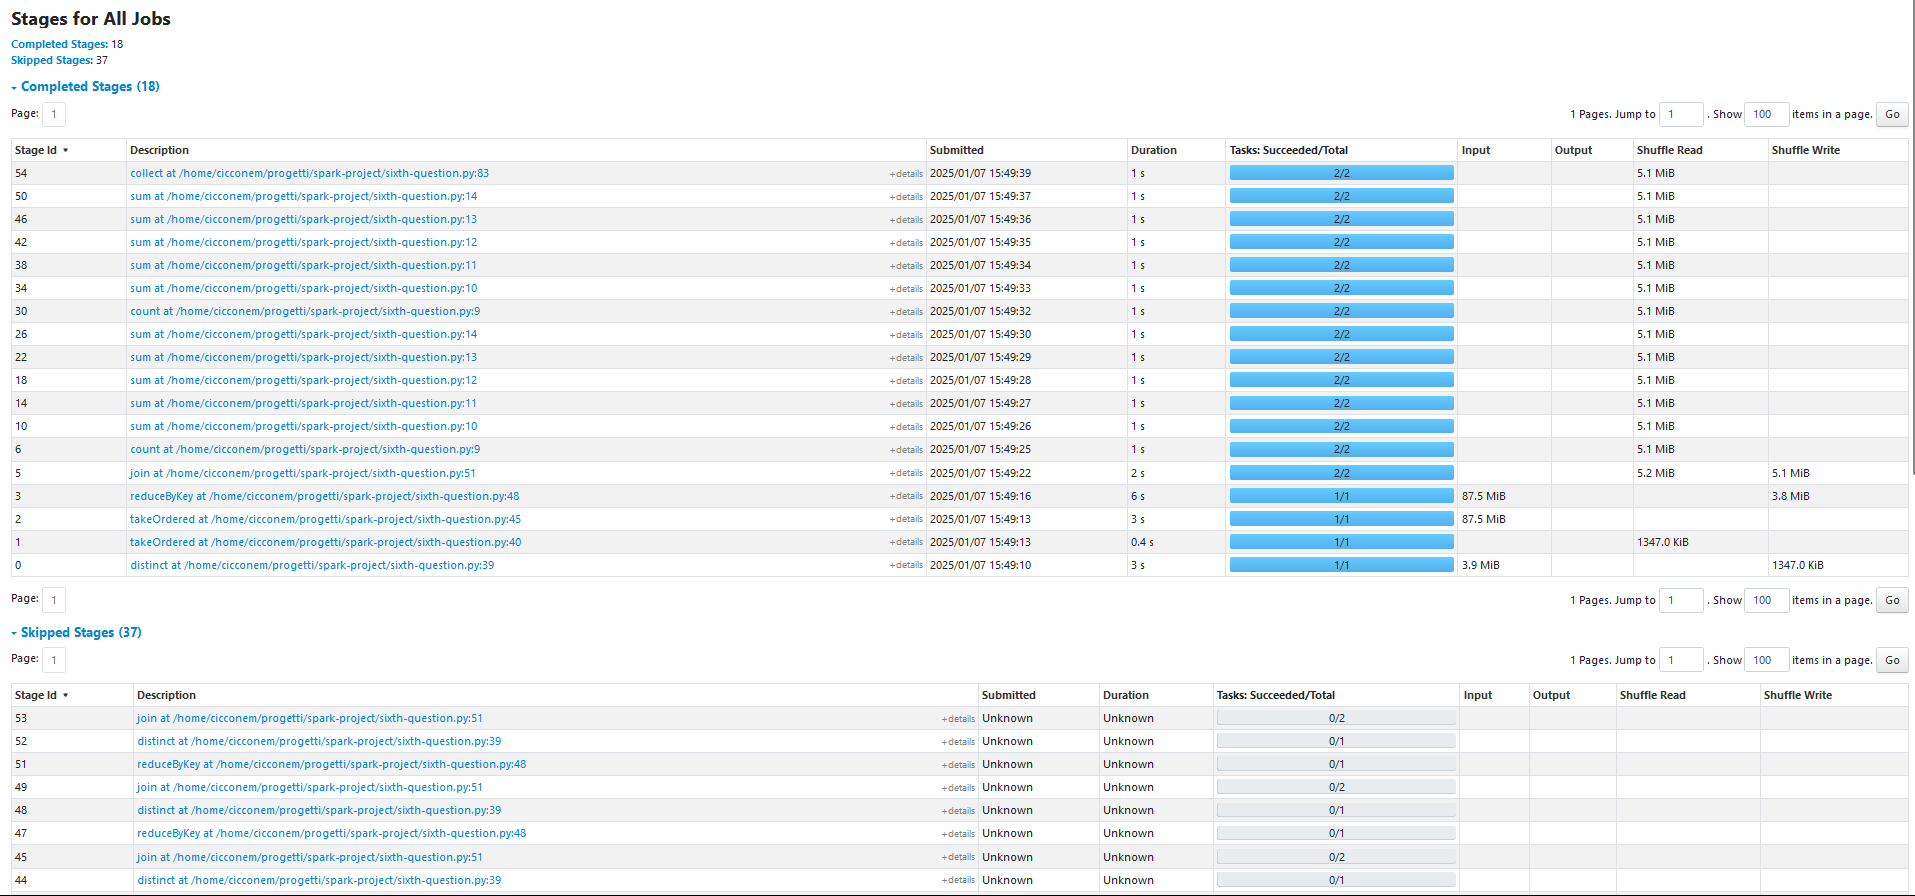 Stages for All Jobs
Completed Stages: 18
Skipped Stages: 37
Completed Stages (18)
Page: 1 1 Pages. Jump to 1 . Show 100 items in a page. Go
Stage Id Description Submitted Duration Tasks: Succeeded/Total Input Output Shuffle Read Shuffle Write
54 collect at /home/cicconem/progetti/spark-project/sixth-question.py:83 +details 2025/01/07 15:49:39 1 s 2/2 5.1 MiB
50 sum at /home/cicconem/progetti/spark-project/sixth-question.py:14 +details 2025/01/07 15:49:37 1 s 2/2 5.1 MiB
46 sum at /home/cicconem/progetti/spark-project/sixth-question.py:13 +details 2025/01/07 15:49:36 1 s 2/2 5.1 MiB
42 sum at /home/cicconem/progetti/spark-project/sixth-question.py:12 +details 2025/01/07 15:49:35 1 s 2/2 5.1 MiB
38 sum at /home/cicconem/progetti/spark-project/sixth-question.py:11 +details 2025/01/07 15:49:34 1 s 2/2 5.1 MiB
34 sum at /home/cicconem/progetti/spark-project/sixth-question.py:10 +details 2025/01/07 15:49:33 1 s 2/2 5.1 MiB
30 count at /home/cicconem/progetti/spark-project/sixth-question.py:9 +details 2025/01/07 15:49:32 1 s 2/2 5.1 MiB
26 sum at /home/cicconem/progetti/spark-project/sixth-question.py:14 +details 2025/01/07 15:49:30 1 s 2/2 5.1 MiB
22 sum at /home/cicconem/progetti/spark-project/sixth-question.py:13 +details 2025/01/07 15:49:29 1 s 2/2 5.1 MiB
18 sum at /home/cicconem/progetti/spark-project/sixth-question.py:12 +details 2025/01/07 15:49:28 1 s 2/2 5.1 MiB
14 sum at /home/cicconem/progetti/spark-project/sixth-question.py:11 +details 2025/01/07 15:49:27 1 s 2/2 5.1 MiB
10 sum at /home/cicconem/progetti/spark-project/sixth-question.py:10 +details 2025/01/07 15:49:26 1 s 2/2 5.1 MiB
6 count at /home/cicconem/progetti/spark-project/sixth-question.py:9 +details 2025/01/07 15:49:25 1 s 2/2 5.1 MiB
5 join at /home/cicconem/progetti/spark-project/sixth-question.py:51 +details 2025/01/07 15:49:22 2 s 2/2 5.2 MiB 5.1 MiB
3 reduceByKey at /home/cicconem/progetti/spark-project/sixth-question.py:48 +details 2025/01/07 15:49:16 6 s 1/1 87.5 MiB 3.8 MiB
2 takeOrdered at /home/cicconem/progetti/spark-project/sixth-question.py:45 +details 2025/01/07 15:49:13 3 s 1/1 87.5 MiB
1 takeOrdered at /home/cicconem/progetti/spark-project/sixth-question.py:40 +details 2025/01/07 15:49:13 0.4 s 1/1 1347.0 KiB
0 distinct at /home/cicconem/progetti/spark-project/sixth-question.py:39 +details 2025/01/07 15:49:10 3 s 1/1 3.9 MiB 1347.0 KiB
Page: 1 1 Pages. Jump to 1 . Show 100 items in a page. Go
Skipped Stages (37)
Page: 1 1 Pages. Jump to 1 . Show 100 items in a page. Go
Stage Id Description Submitted Duration Tasks: Succeeded/Total Input Output Shuffle Read Shuffle Write
53 join at /home/cicconem/progetti/spark-project/sixth-question.py:51 +details Unknown Unknown 0/2
52 distinct at /home/cicconem/progetti/spark-project/sixth-question.py:39 +details Unknown Unknown 0/1
51 reduceByKey at /home/cicconem/progetti/spark-project/sixth-question.py:48 +details Unknown Unknown 0/1
49 join at /home/cicconem/progetti/spark-project/sixth-question.py:51 +details Unknown Unknown 0/2
48 distinct at /home/cicconem/progetti/spark-project/sixth-question.py:39 +details Unknown Unknown 0/1
47 reduceByKey at /home/cicconem/progetti/spark-project/sixth-question.py:48 +details Unknown Unknown 0/1
45 join at /home/cicconem/progetti/spark-project/sixth-question.py:51 +details Unknown Unknown 0/2
44 distinct at /home/cicconem/progetti/spark-project/sixth-question.py:39 +details Unknown Unknown 0/1